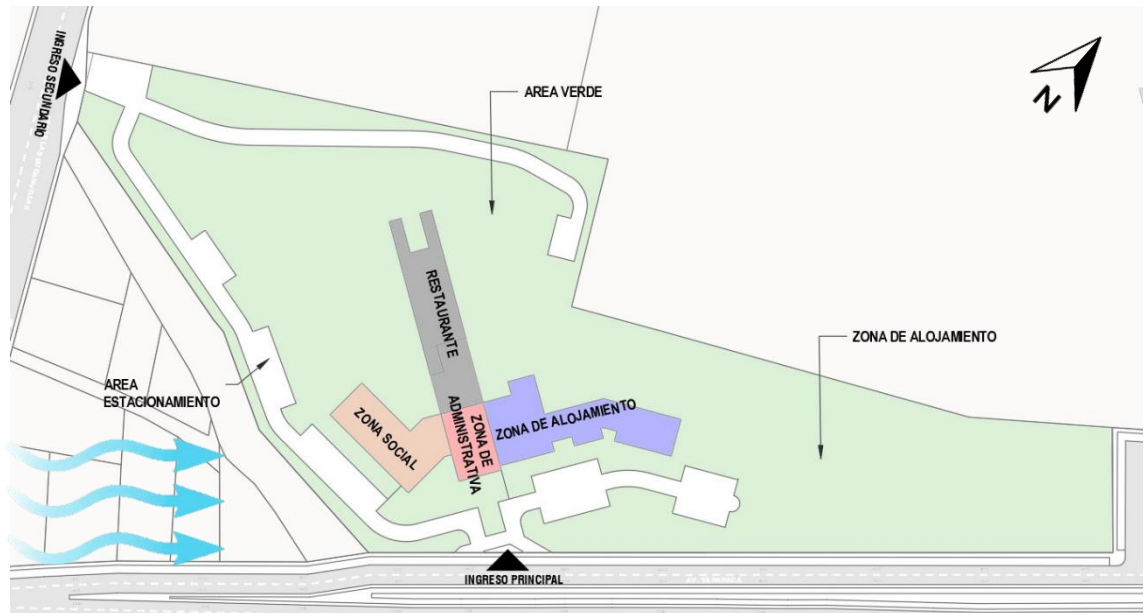 INGRESO SECUNDARIO
AREA VERDE
N
RESTAURANTE
ZONA DE ALOJAMIENTO
AREA
ESTACIONAMIENTO
ZONA SOCIAL
ZONA DE
ADMINISTRATIVA
ZONA DE ALOJAMIENTO
INGRESO PRINCIPAL